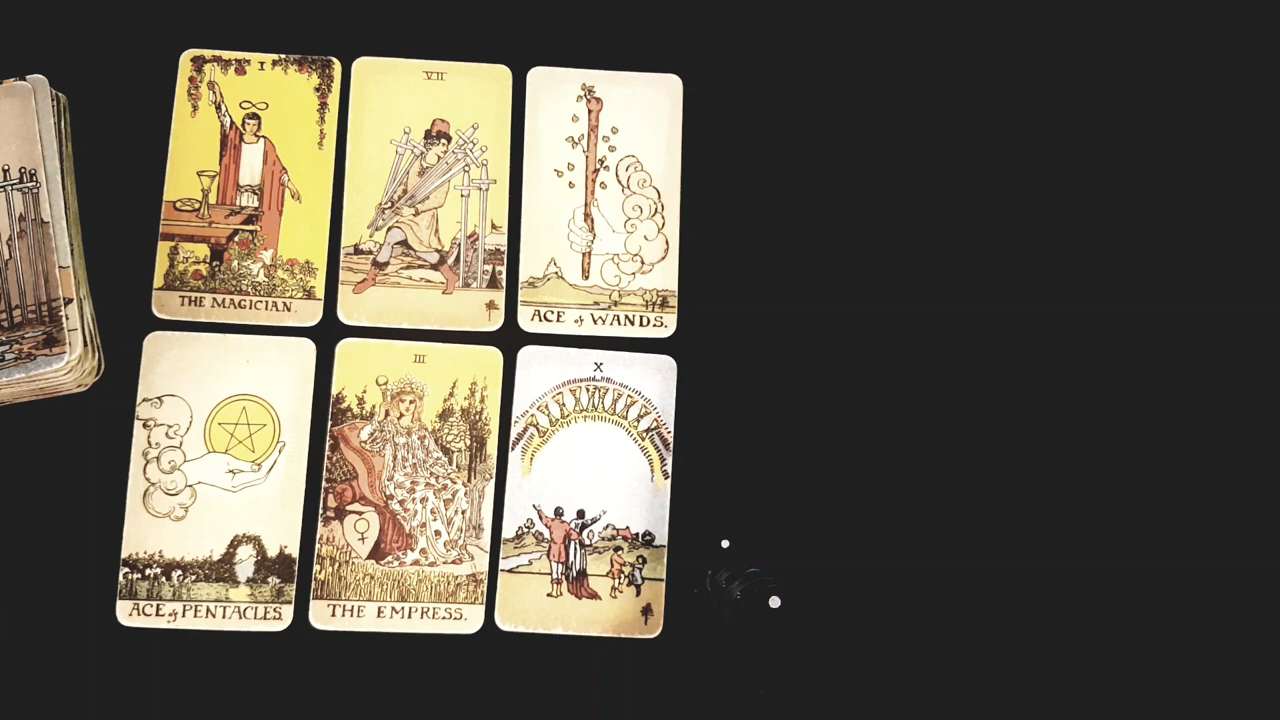 I
THE MAGICIAN.
VII
ACE of WANDS.
ACE of PENTACLES.
III
THE EMPRESS.
X